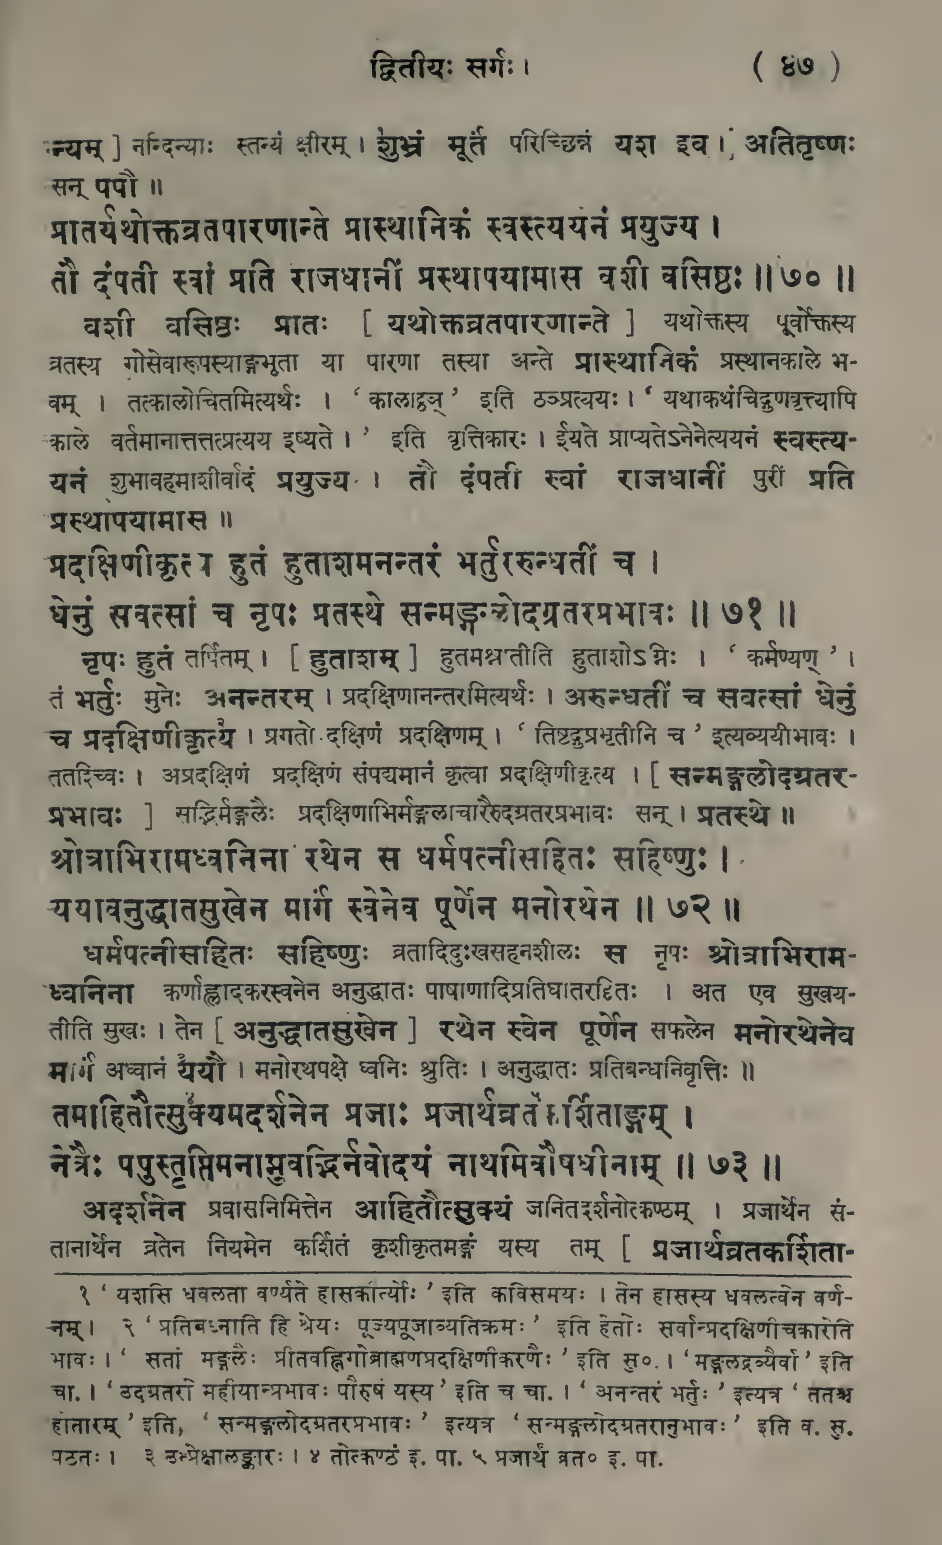 द्वितीयः सर्गः। ( ४७ )
न्यम् ] नन्दिन्याः स्तन्यं क्षीरम् । शुभ्रं मूर्तं परिच्छिन्नं यश इव । अतितृष्णः
सन् पपौ ॥
प्रातर्यथोक्तव्रतपारणान्ते प्रास्थानिकं स्वस्त्ययनं प्रयुज्य ।
तौ दंपती स्वां प्रति राजधानीं प्रस्थापयामास वशी वसिष्ठः ॥ ७० ॥
वशी वसिष्ठः प्रातः [ यथोक्तव्रतपारणान्ते ] यथोक्तस्य पूर्वोक्तस्य
व्रतस्य गोसेवारूपस्याङ्गभूता या पारणा तस्या अन्ते प्रास्थानिकं प्रस्थानकाले भ-
वम् । तत्कालोचितमित्यर्थः । ‘ कालाट्ठञ् ’ इति ठञ्प्रत्ययः । ‘ यथाकथंचिद्गुणवृत्त्यापि
काले वर्तमानात्तत्तत्प्रत्यय इष्यते । ’ इति वृत्तिकारः । ईयते प्राप्यतेऽनेनेत्ययनं स्वस्त्य-
यनं शुभावहमाशीर्वादं प्रयुज्य । तौ दंपती स्वां राजधानीं पुरीं प्रति
प्रस्थापयामास ॥
प्रदक्षिणीकृत्य हुतं हुताशमनन्तरं भर्तुररुन्धतीं च ।
धेनुं सवत्सां च नृपः प्रतस्थे सन्मङ्गलोदग्रतरप्रभावः ॥ ७१ ॥
नृपः हुतं तर्पितम् । [ हुताशम् ] हुतमश्नातीति हुताशोऽग्निः । ‘ कर्मण्यण् ’ ।
तं भर्तुः मुनेः अनन्तरम् । प्रदक्षिणानन्तरमित्यर्थः । अरुन्धतीं च सवत्सां धेनुं
च प्रदक्षिणीकृत्य । प्रगतो दक्षिणं प्रदक्षिणम् । ‘ तिष्ठद्गुप्रभृतीनि च ’ इत्यव्ययीभावः ।
ततश्च्विः । अप्रदक्षिणं प्रदक्षिणं संपद्यमानं कृत्वा प्रदक्षिणीकृत्य । [ सन्मङ्गलोदग्रतर-
प्रभावः ] सद्भिर्मङ्गलैः प्रदक्षिणाभिर्मङ्गलाचारैरुदग्रतरप्रभावः सन् । प्रतस्थे ॥
श्रोत्राभिरामध्वनिना रथेन स धर्मपत्नीसहितः सहिष्णुः ।
ययावनुद्धातसुखेन मार्गं स्वेनेव पूर्णेन मनोरथेन ॥ ७२ ॥
धर्मपत्नीसहितः सहिष्णुः व्रतादिदुःखसहनशीलः स नृपः श्रोत्राभिराम-
ध्वनिना कर्णाह्लादकरस्वनेन अनुद्धातः पाषाणादिप्रतिघातरहितः । अत एव सुखय-
तीति सुखः । तेन [ अनुद्धातसुखेन ] रथेन स्वेन पूर्णेन सफलेन मनोरथेनेव
मार्गं अध्वानं ययौ । मनोरथपक्षे ध्वनिः श्रुतिः । अनुद्धातः प्रतिबन्धनिवृत्तिः ॥
तमाहितौत्सुक्यमदर्शनेन प्रजाः प्रजार्थव्रतकर्शिताङ्गम् ।
नेत्रैः पपुस्तृप्तिमनाप्नुवद्भिर्नवोदयं नाथमिवौषधीनाम् ॥ ७३ ॥
अदर्शनेन प्रवासनिमित्तेन आहितौत्सुक्यं जनितदर्शनोत्कण्ठम् । प्रजार्थेन सं-
तानार्थेन व्रतेन नियमेन कर्शितं कृशीकृतमङ्गं यस्य तम् [ प्रजार्थव्रतकर्शिता-
१ ‘ यशसि धवलता वर्ण्यते हासकीर्त्योः ’ इति कविसमयः । तेन हासस्य धवलत्वेन वर्ण-
नम् । २ ‘ प्रतिबध्नाति हि श्रेयः पूज्यपूजाव्यतिक्रमः ’ इति हेतोः सर्वान्प्रदक्षिणीचकारेति
भावः । ‘ सतां मङ्गलैः प्रीतवह्निगोब्राह्मणप्रदक्षिणीकरणैः ’ इति सु०. । ‘ मङ्गलद्रव्यैर्वा ’ इति
चा. । ‘ उदग्रतरो महीयान्प्रभावः पौरुषं यस्य ’ इति च चा. । ‘ अनन्तरं भर्तुः ’ इत्यत्र ‘ ततश्च
होतारम् ’ इति, ‘ सन्मङ्गलोदग्रतरप्रभावः ’ इत्यत्र ‘ सन्मङ्गलोदग्रतरानुभावः ’ इति व. सु.
पठतः । ३ उत्प्रेक्षालङ्कारः । ४ तोत्कण्ठं इ. पा. ५ प्रजार्थं व्रत० इ. पा.